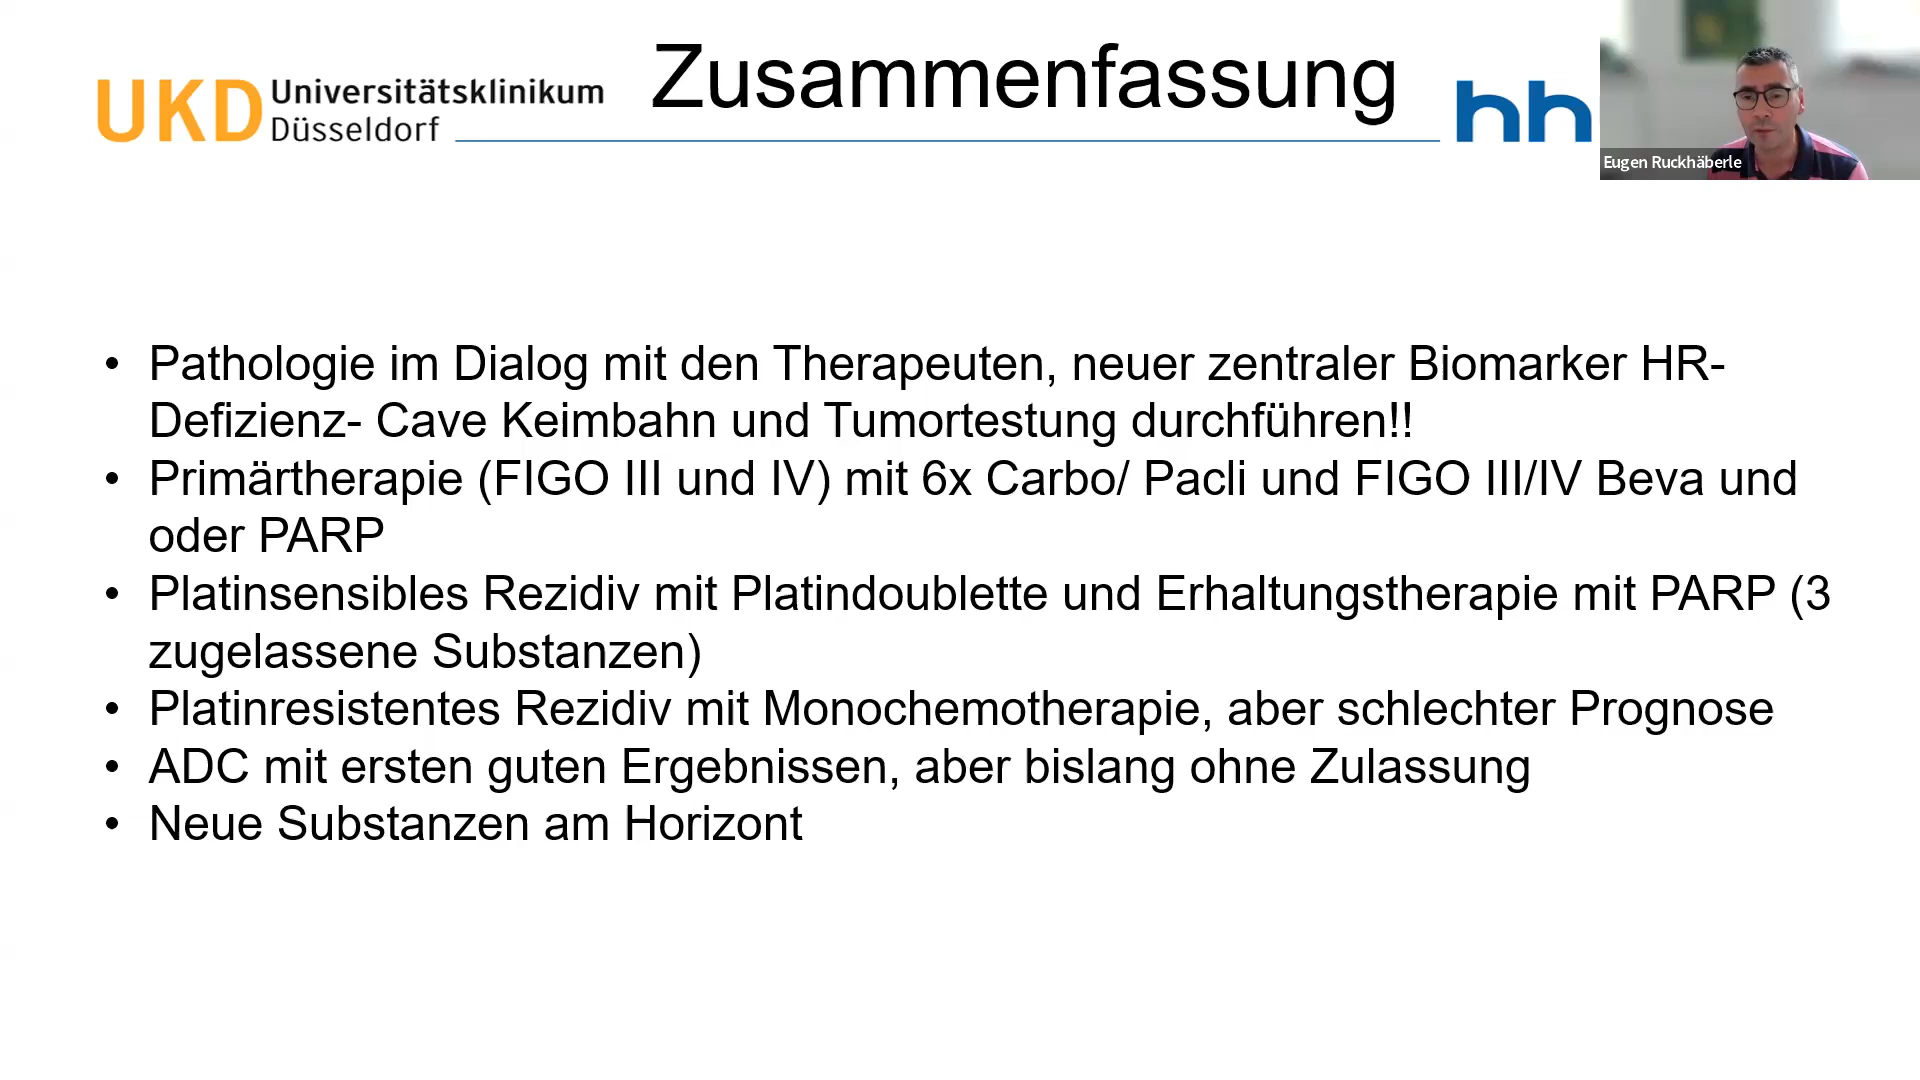 Zusammenfassung
UKD Universitätsklinikum
Düsseldorf
hh
Eugen Ruckhäberle
• Pathologie im Dialog mit den Therapeuten, neuer zentraler Biomarker HR-
Defizienz- Cave Keimbahn und Tumortestung durchführen!!
• Primärtherapie (FIGO III und IV) mit 6x Carbo/ Pacli und FIGO III/IV Beva und
oder PARP
• Platinsensibles Rezidiv mit Platindoublette und Erhaltungstherapie mit PARP (3
zugelassene Substanzen)
• Platinresistentes Rezidiv mit Monochemotherapie, aber schlechter Prognose
• ADC mit ersten guten Ergebnissen, aber bislang ohne Zulassung
• Neue Substanzen am Horizont